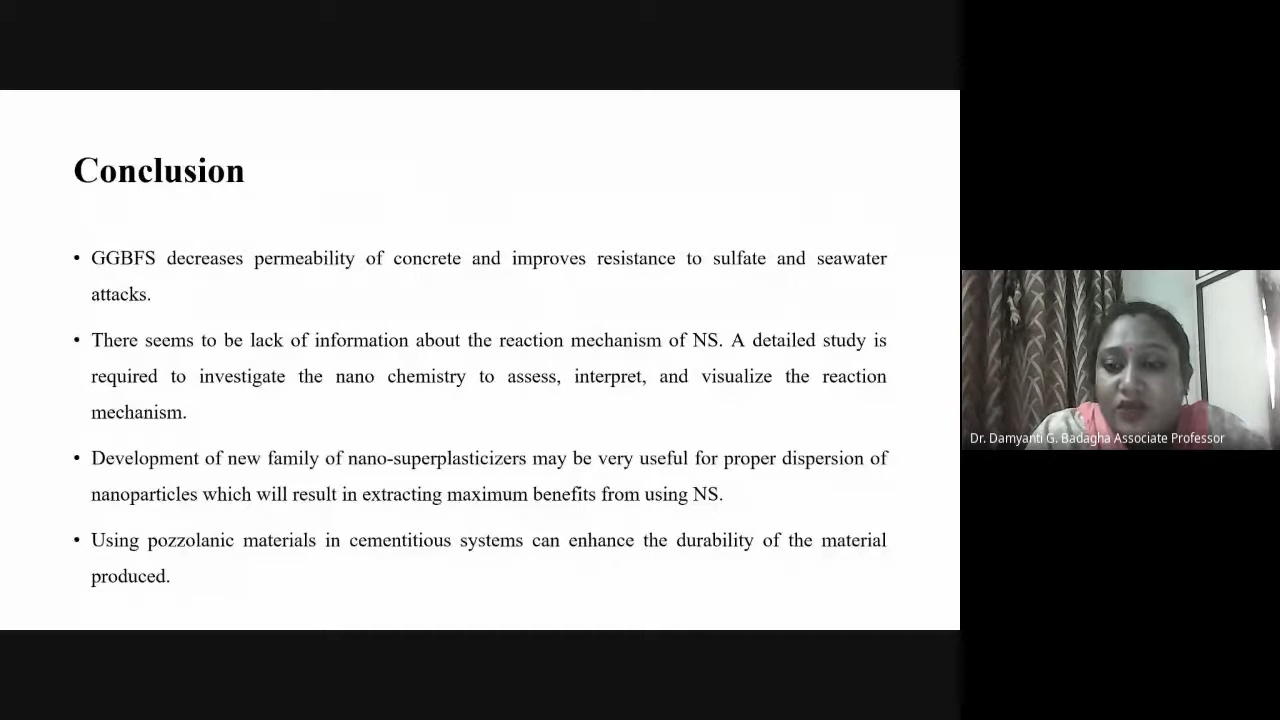 Conclusion
• GGBFS decreases permeability of concrete and improves resistance to sulfate and seawater
attacks.
• There seems to be lack of information about the reaction mechanism of NS. A detailed study is
required to investigate the nano chemistry to assess, interpret, and visualize the reaction
mechanism.
• Development of new family of nano-superplasticizers may be very useful for proper dispersion of
nanoparticles which will result in extracting maximum benefits from using NS.
• Using pozzolanic materials in cementitious systems can enhance the durability of the material
produced.
Dr. Damyanti G. Badagha Associate Professor